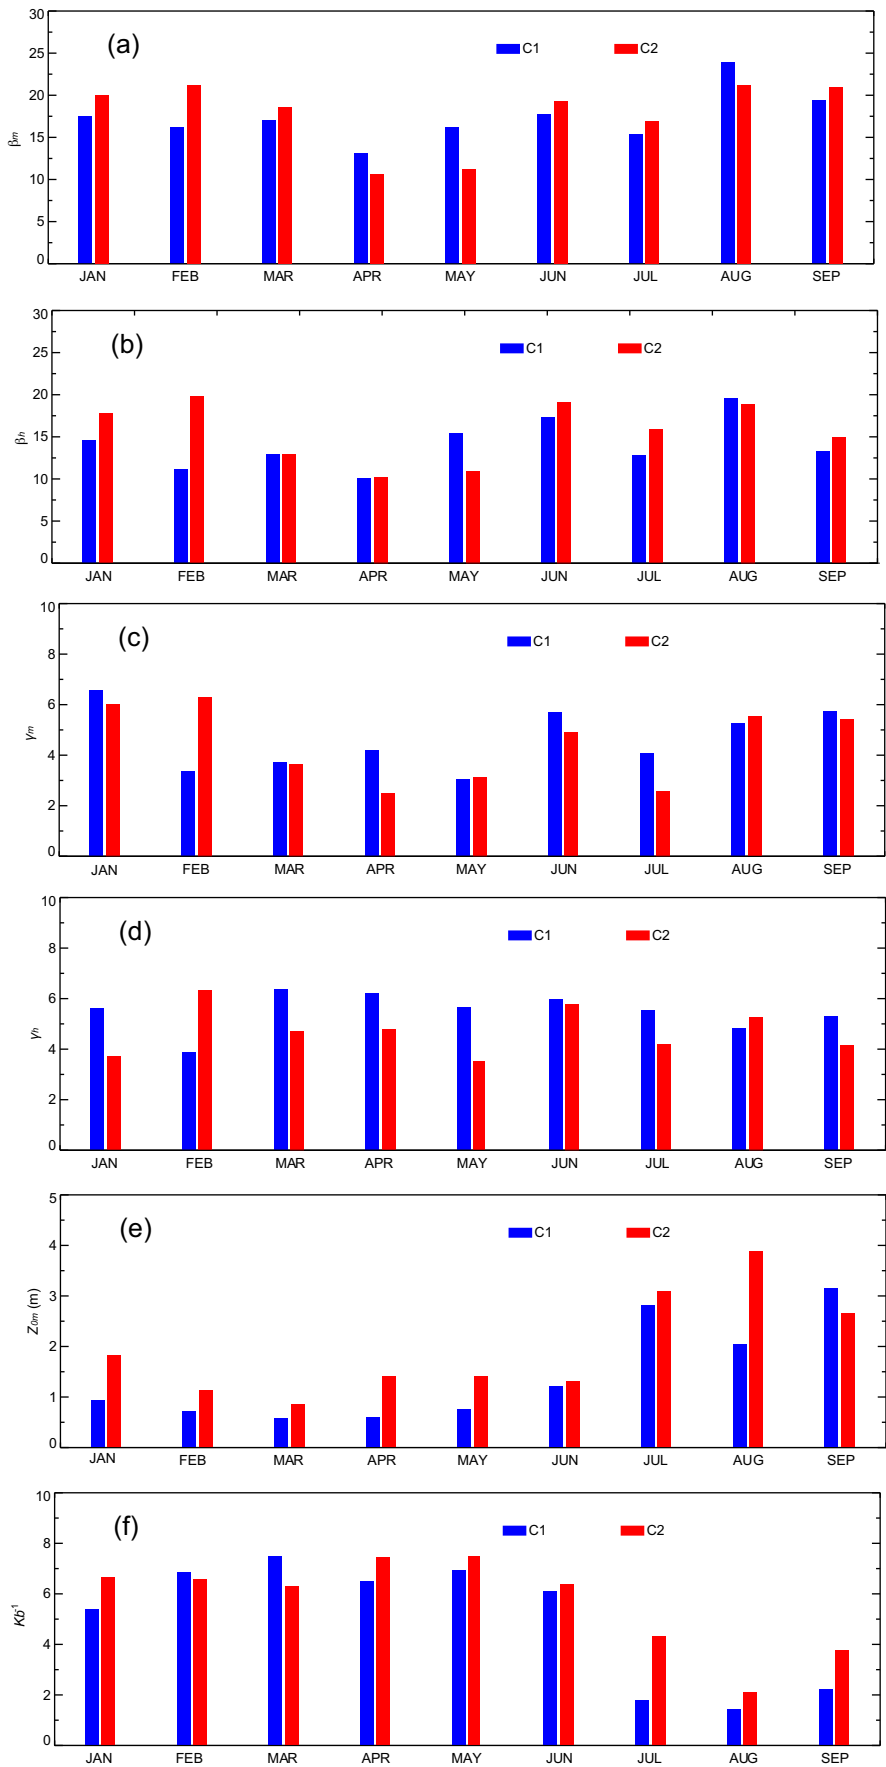 (a)
C1 C2
30
25
20
15
10
5
0
βm
JAN FEB MAR APR MAY JUN JUL AUG SEP
(b)
C1 C2
30
25
20
15
10
5
0
βh
JAN FEB MAR APR MAY JUN JUL AUG SEP
(c)
C1 C2
10
8
6
4
2
0
γm
JAN FEB MAR APR MAY JUN JUL AUG SEP
(d)
C1 C2
10
8
6
4
2
0
γh
JAN FEB MAR APR MAY JUN JUL AUG SEP
(e)
C1 C2
5
4
3
2
1
0
Z0m (m)
JAN FEB MAR APR MAY JUN JUL AUG SEP
(f)
C1 C2
10
8
6
4
2
0
Kb-1
JAN FEB MAR APR MAY JUN JUL AUG SEP